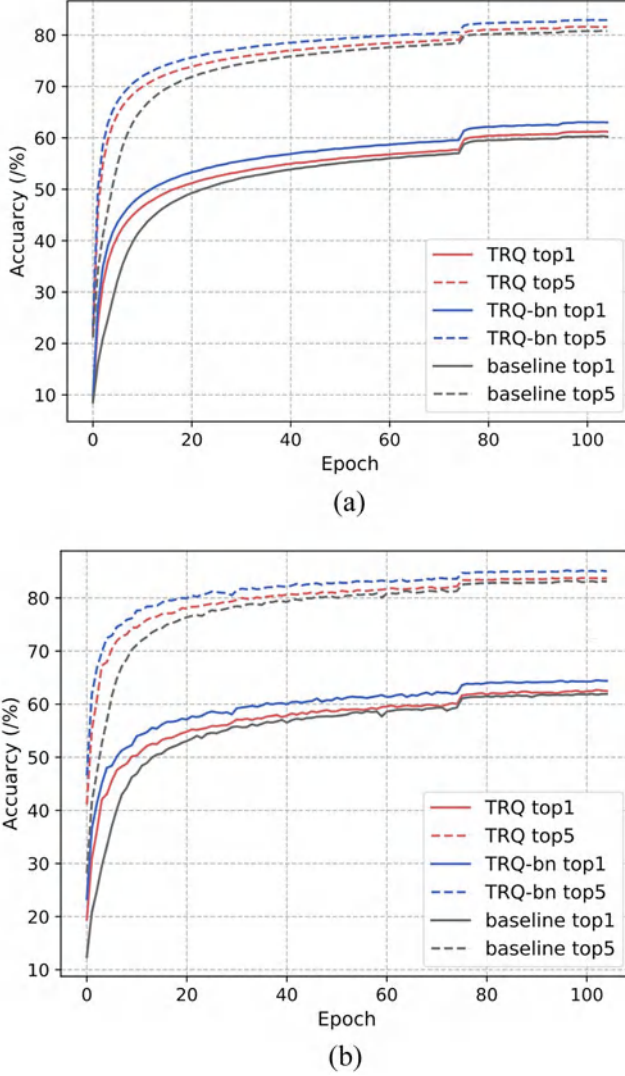 80
70
60
50
40
30
20
10
Accuarcy (/%)
TRQ top1
TRQ top5
TRQ-bn top1
TRQ-bn top5
baseline top1
baseline top5
0 20 40 60 80 100
Epoch
(a)
80
70
60
50
40
30
20
10
Accuarcy (/%)
TRQ top1
TRQ top5
TRQ-bn top1
TRQ-bn top5
baseline top1
baseline top5
0 20 40 60 80 100
Epoch
(b)